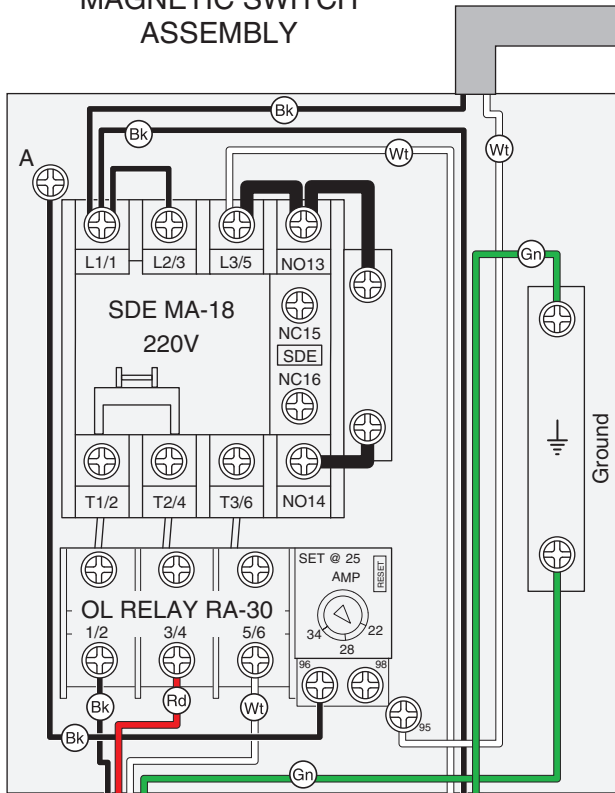 MAGNETIC SWITCH
ASSEMBLY
Bk
Bk
Wt
Wt
A
L1/1 L2/3 L3/5 NO13
Gn
SDE MA-18
220V
NC15
SDE
NC16
Ground
T1/2 T2/4 T3/6 NO14
SET @ 25
AMP
RESET
OL RELAY RA-30
1/2 3/4 5/6
34 22
28
96 98
95
Bk Rd Wt
Bk
Gn